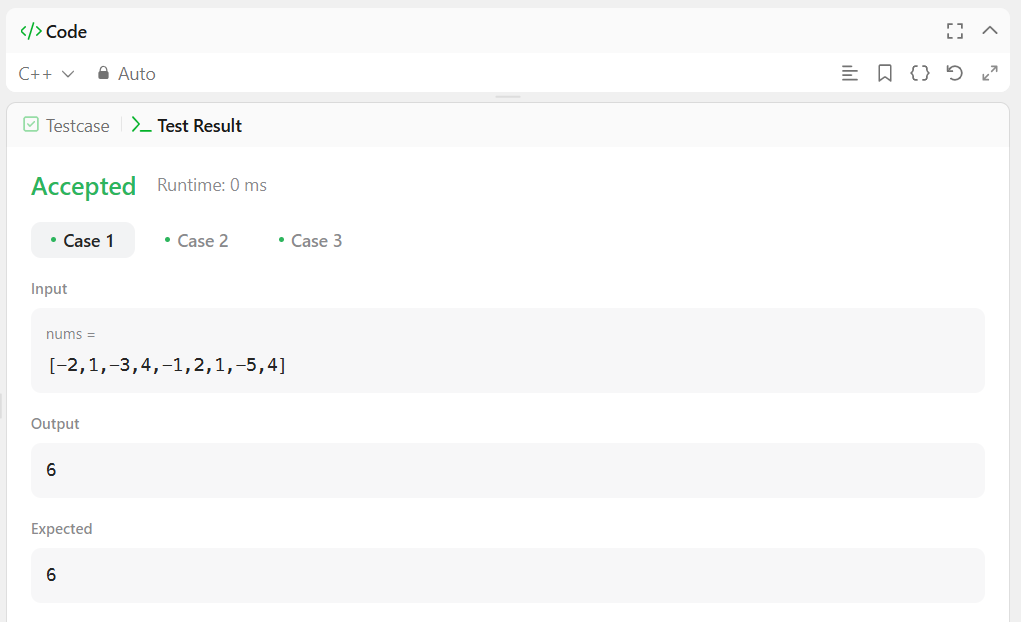 </> Code
C++ Auto
Testcase Test Result
Accepted Runtime: 0 ms
Case 1 Case 2 Case 3
Input
nums =
[-2,1,-3,4,-1,2,1,-5,4]
Output
6
Expected
6